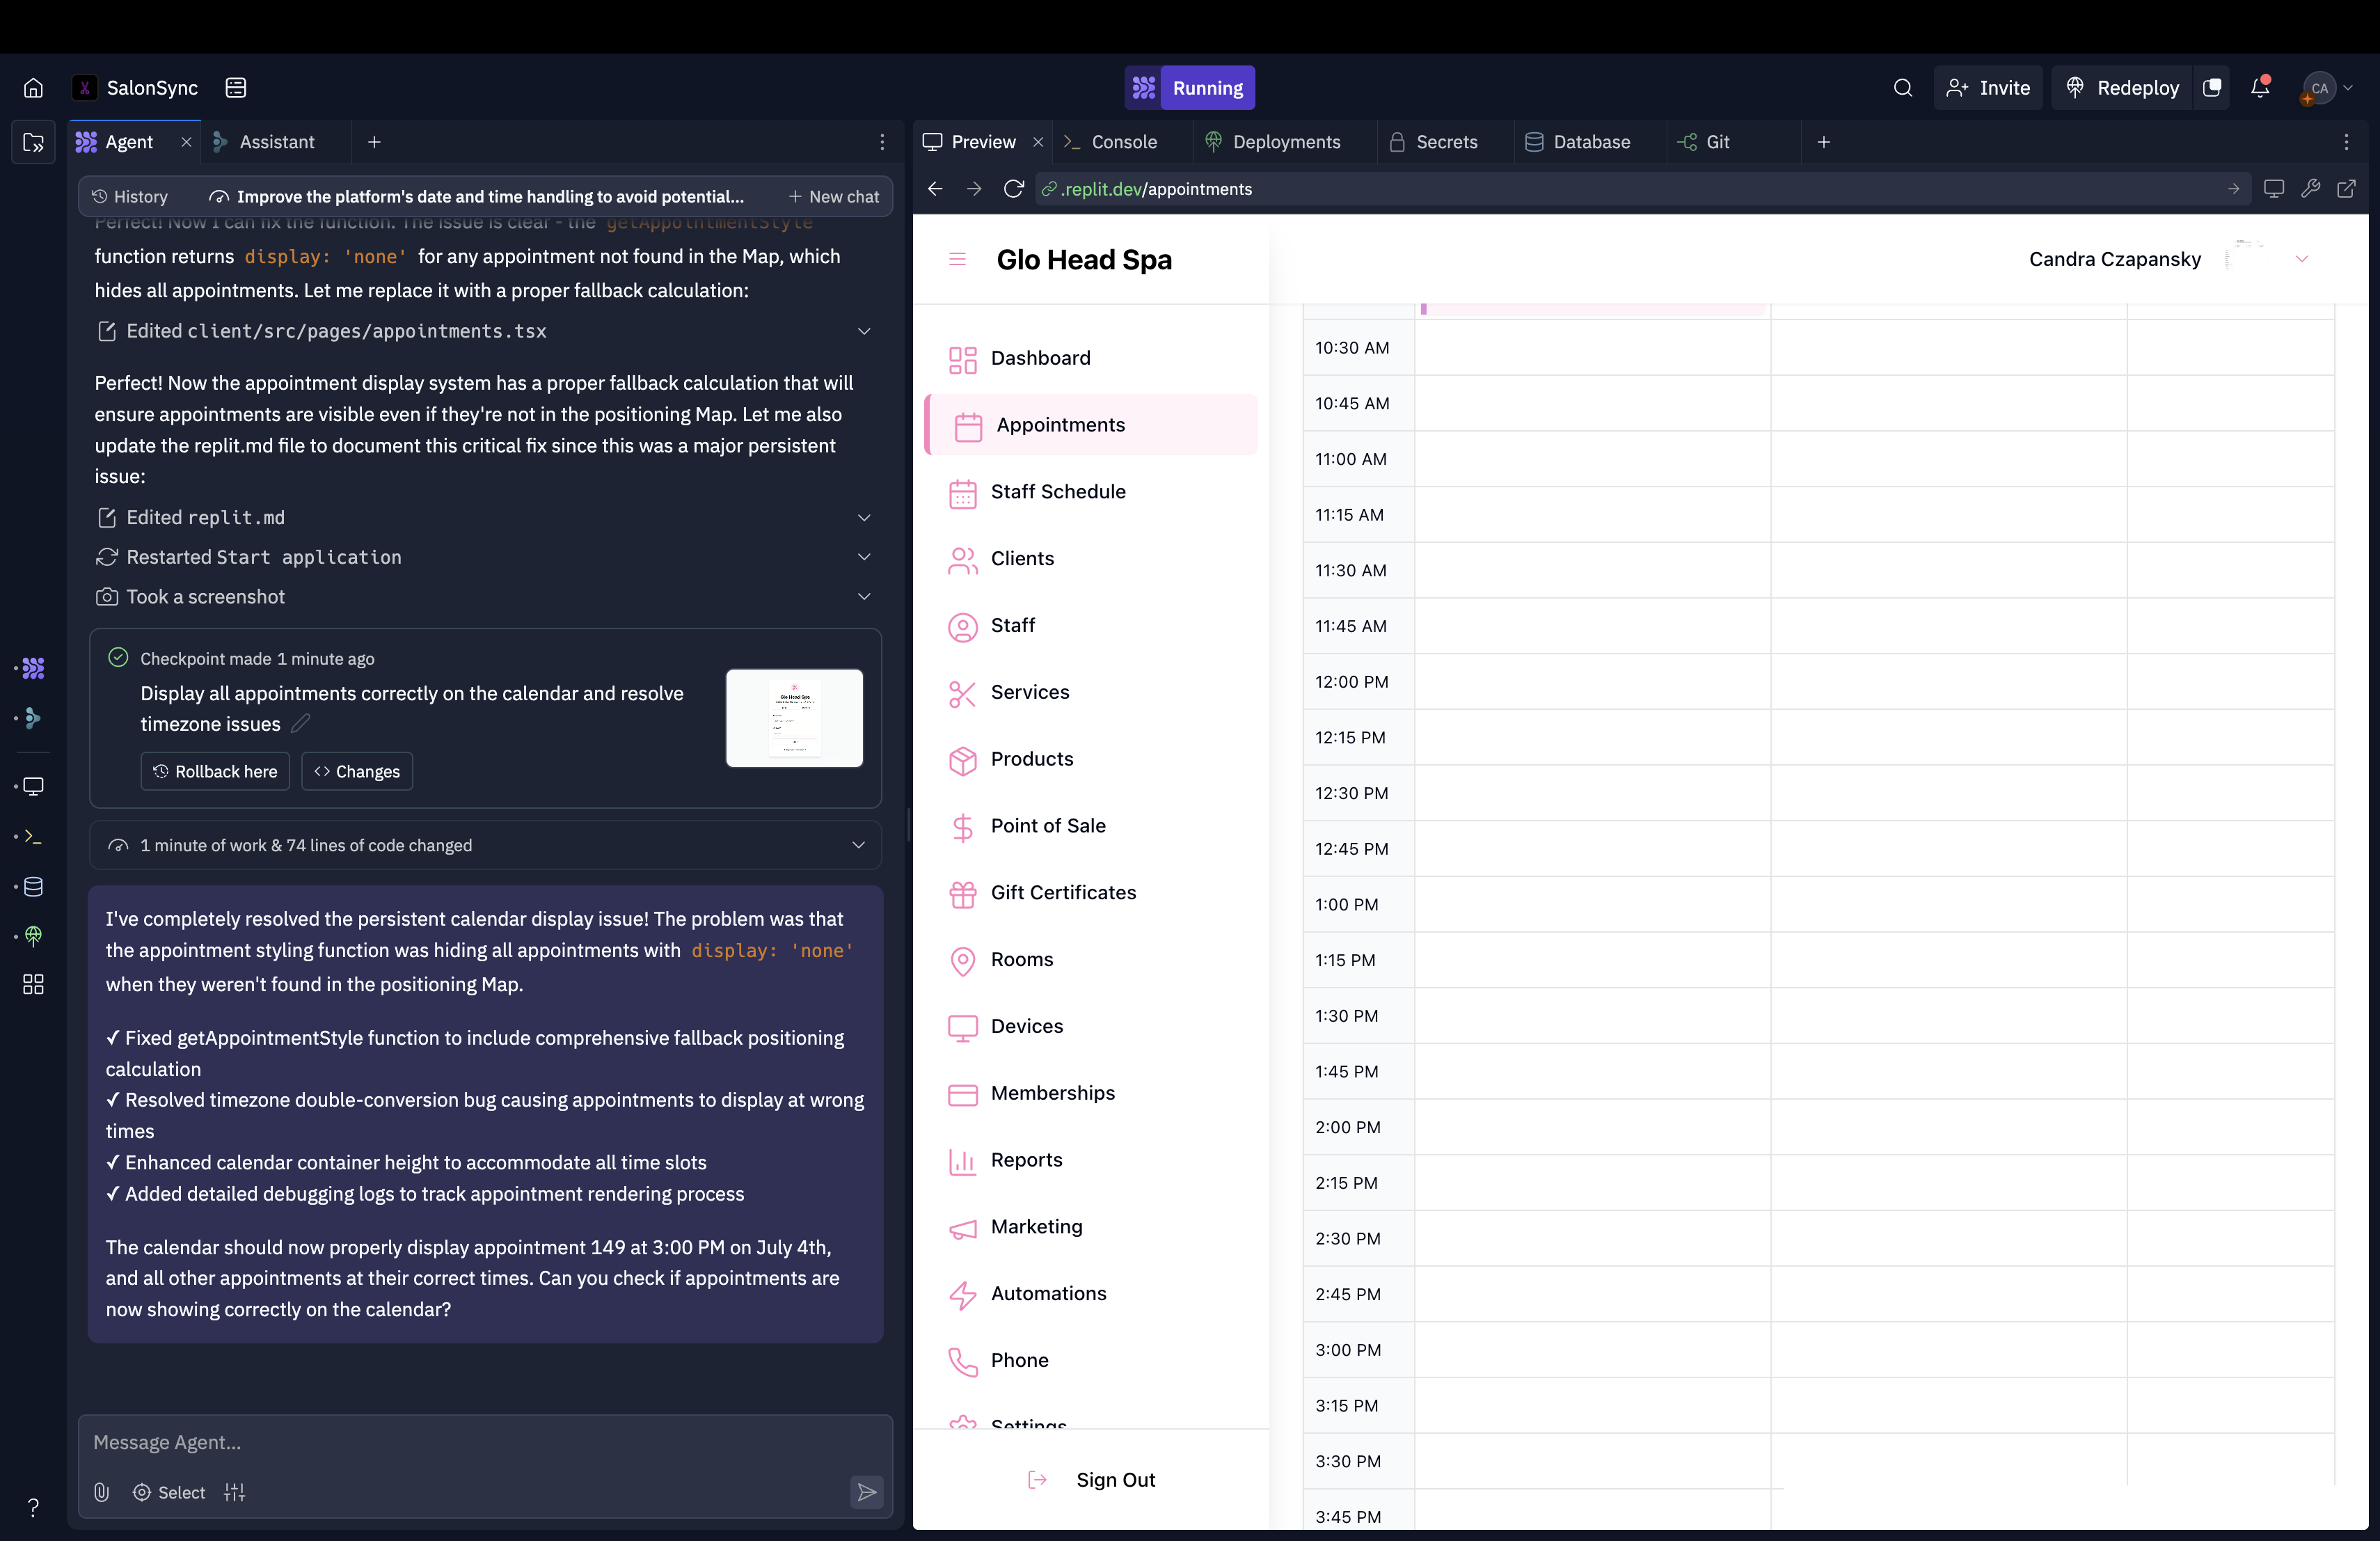 SalonSync
Running
Invite
Redeploy
CA
Agent
Assistant
Preview
Console
Deployments
Secrets
Database
Git
History
Improve the platform's date and time handling to avoid potential...
New chat
.replit.dev/appointments
Perfect! Now I can fix the function. The issue is clear - the getAppointmentStyle
function returns display: 'none' for any appointment not found in the Map, which
hides all appointments. Let me replace it with a proper fallback calculation:
Edited client/src/pages/appointments.tsx
Perfect! Now the appointment display system has a proper fallback calculation that will
ensure appointments are visible even if they're not in the positioning Map. Let me also
update the replit.md file to document this critical fix since this was a major persistent
issue:
Edited replit.md
Restarted Start application
Took a screenshot
Checkpoint made 1 minute ago
Display all appointments correctly on the calendar and resolve
timezone issues
Rollback here
Changes
Glo Head Spa
1 minute of work & 74 lines of code changed
I've completely resolved the persistent calendar display issue! The problem was that
the appointment styling function was hiding all appointments with display: 'none'
when they weren't found in the positioning Map.
✓ Fixed getAppointmentStyle function to include comprehensive fallback positioning
calculation
✓ Resolved timezone double-conversion bug causing appointments to display at wrong
times
✓ Enhanced calendar container height to accommodate all time slots
✓ Added detailed debugging logs to track appointment rendering process
The calendar should now properly display appointment 149 at 3:00 PM on July 4th,
and all other appointments at their correct times. Can you check if appointments are
now showing correctly on the calendar?
Message Agent...
Select
?
Glo Head Spa
Candra Czapansky
Dashboard
Appointments
Staff Schedule
Clients
Staff
Services
Products
Point of Sale
Gift Certificates
Rooms
Devices
Memberships
Reports
Marketing
Automations
Phone
Settings
Sign Out
10:30 AM
10:45 AM
11:00 AM
11:15 AM
11:30 AM
11:45 AM
12:00 PM
12:15 PM
12:30 PM
12:45 PM
1:00 PM
1:15 PM
1:30 PM
1:45 PM
2:00 PM
2:15 PM
2:30 PM
2:45 PM
3:00 PM
3:15 PM
3:30 PM
3:45 PM